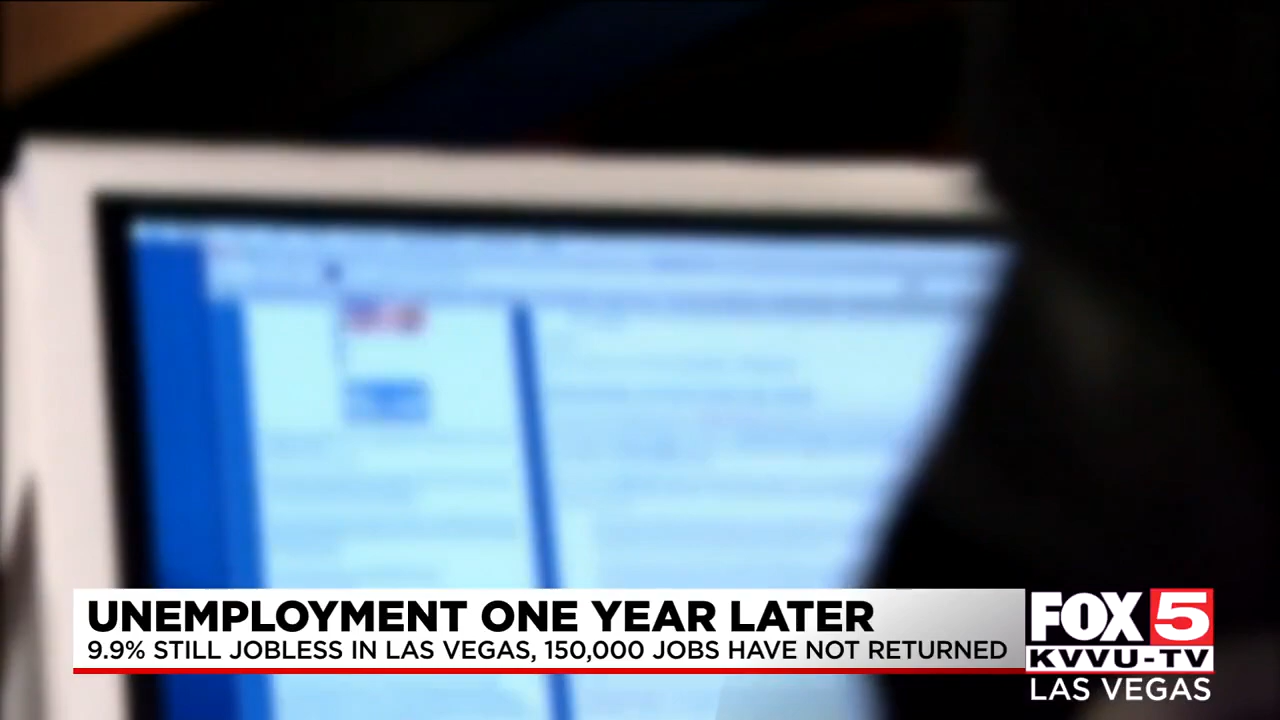 UNEMPLOYMENT ONE YEAR LATER
9.9% STILL JOBLESS IN LAS VEGAS, 150,000 JOBS HAVE NOT RETURNED
FOX 5
KVVU-TV
LAS VEGAS